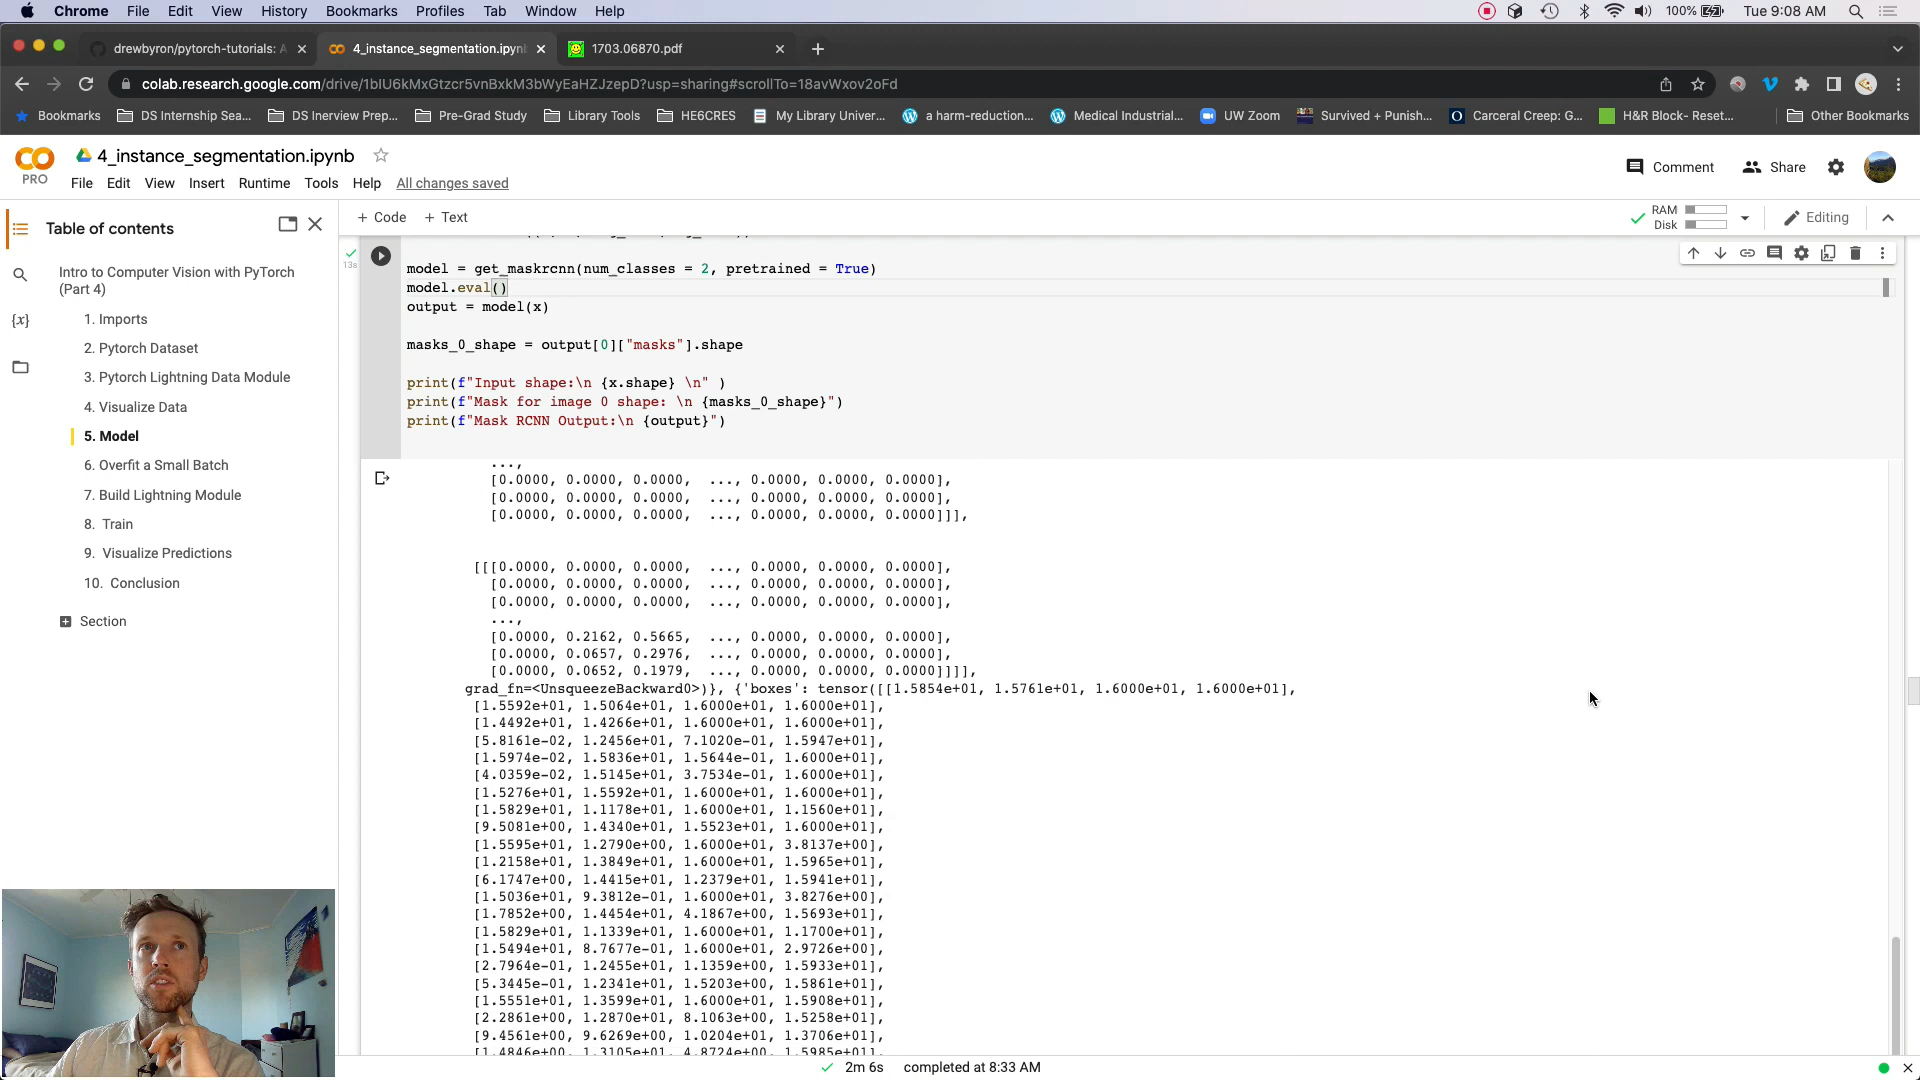 Chrome File Edit View History Bookmarks Profiles Tab Window Help 100% Tue 9:08 AM
drewbyron/pytorch-tutorials: A 4_instance_segmentation.ipyn 1703.06870.pdf
colab.research.google.com/drive/1bIU6kMxGtzcr5vnBxkM3bWyEaHZJzepD?usp=sharing#scrollTo=18avWxov2oFd
Bookmarks DS Internship Sea... DS Inerview Prep... Pre-Grad Study Library Tools HE6CRES My Library Univer... a harm-reduction... Medical Industrial... UW Zoom Survived + Punish... Carceral Creep: G... H&R Block- Reset... Other Bookmarks
PRO
4_instance_segmentation.ipynb
Comment Share
File Edit View Insert Runtime Tools Help All changes saved
Table of contents
+ Code + Text
RAM
Disk
Editing
Intro to Computer Vision with PyTorch
(Part 4)
1. Imports
2. Pytorch Dataset
3. Pytorch Lightning Data Module
4. Visualize Data
5. Model
6. Overfit a Small Batch
7. Build Lightning Module
8. Train
9. Visualize Predictions
10. Conclusion
Section
{x}
13s
model = get_maskrcnn(num_classes = 2, pretrained = True)
model.eval()
output = model(x)
masks_0_shape = output[0]["masks"].shape
print(f"Input shape:\n {x.shape} \n" )
print(f"Mask for image 0 shape: \n {masks_0_shape}")
print(f"Mask RCNN Output:\n {output}")
...,
[0.0000, 0.0000, 0.0000, ..., 0.0000, 0.0000, 0.0000],
[0.0000, 0.0000, 0.0000, ..., 0.0000, 0.0000, 0.0000],
[0.0000, 0.0000, 0.0000, ..., 0.0000, 0.0000, 0.0000]]],
[[[0.0000, 0.0000, 0.0000, ..., 0.0000, 0.0000, 0.0000],
[0.0000, 0.0000, 0.0000, ..., 0.0000, 0.0000, 0.0000],
[0.0000, 0.0000, 0.0000, ..., 0.0000, 0.0000, 0.0000],
...,
[0.0000, 0.2162, 0.5665, ..., 0.0000, 0.0000, 0.0000],
[0.0000, 0.0657, 0.2976, ..., 0.0000, 0.0000, 0.0000],
[0.0000, 0.0652, 0.1979, ..., 0.0000, 0.0000, 0.0000]]]],
grad_fn=<UnsqueezeBackward0>)}, {'boxes': tensor([[1.5854e+01, 1.5761e+01, 1.6000e+01, 1.6000e+01],
[1.5592e+01, 1.5064e+01, 1.6000e+01, 1.6000e+01],
[1.4492e+01, 1.4266e+01, 1.6000e+01, 1.6000e+01],
[5.8161e-02, 1.2456e+01, 7.1020e-01, 1.5947e+01],
[1.5974e-02, 1.5836e+01, 1.5644e-01, 1.6000e+01],
[4.0359e-02, 1.5145e+01, 3.7534e-01, 1.6000e+01],
[1.5276e+01, 1.5592e+01, 1.6000e+01, 1.6000e+01],
[1.5829e+01, 1.1178e+01, 1.6000e+01, 1.1560e+01],
[9.5081e+00, 1.4340e+01, 1.5523e+01, 1.6000e+01],
[1.5595e+01, 1.2790e+00, 1.6000e+01, 3.8137e+00],
[1.2158e+01, 1.3849e+01, 1.6000e+01, 1.5965e+01],
[6.1747e+00, 1.4415e+01, 1.2379e+01, 1.5941e+01],
[1.5036e+01, 9.3812e-01, 1.6000e+01, 3.8276e+00],
[1.7852e+00, 1.4454e+01, 4.1867e+00, 1.5693e+01],
[1.5829e+01, 1.1339e+01, 1.6000e+01, 1.1700e+01],
[1.5494e+01, 8.7677e-01, 1.6000e+01, 2.9726e+00],
[2.7964e-01, 1.2455e+01, 1.1359e+00, 1.5933e+01],
[5.3445e-01, 1.2341e+01, 1.5203e+00, 1.5861e+01],
[1.5551e+01, 1.3599e+01, 1.6000e+01, 1.5908e+01],
[2.2861e+00, 1.2870e+01, 8.1063e+00, 1.5258e+01],
[9.4561e+00, 9.6269e+00, 1.0204e+01, 1.3706e+01],
[1.4846e+00, 1.3105e+01, 4.8724e+00, 1.5985e+01],
2m 6s completed at 8:33 AM